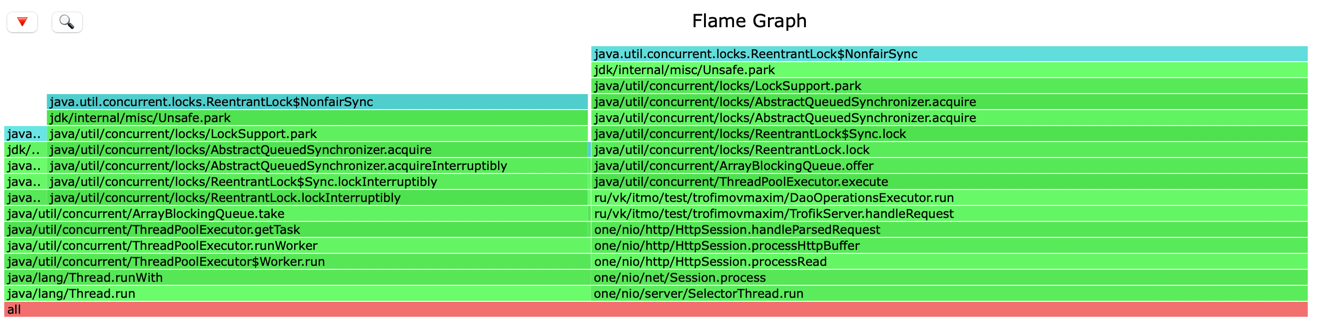 Flame Graph
java.util.concurrent.locks.ReentrantLock$NonfairSync
jdk/internal/misc/Unsafe.park
java/util/concurrent/locks/LockSupport.park
java.util.concurrent.locks.ReentrantLock$NonfairSync java/util/concurrent/locks/AbstractQueuedSynchronizer.acquire
jdk/internal/misc/Unsafe.park java/util/concurrent/locks/AbstractQueuedSynchronizer.acquire
java.. java/util/concurrent/locks/LockSupport.park java/util/concurrent/locks/ReentrantLock$Sync.lock
jdk/.. java/util/concurrent/locks/AbstractQueuedSynchronizer.acquire java/util/concurrent/locks/ReentrantLock.lock
java.. java/util/concurrent/locks/AbstractQueuedSynchronizer.acquireInterruptibly java/util/concurrent/ArrayBlockingQueue.offer
java.. java/util/concurrent/locks/ReentrantLock$Sync.lockInterruptibly java/util/concurrent/ThreadPoolExecutor.execute
java.. java/util/concurrent/locks/ReentrantLock.lockInterruptibly ru/vk/itmo/test/trofimovmaxim/DaoOperationsExecutor.run
java/util/concurrent/ArrayBlockingQueue.take ru/vk/itmo/test/trofimovmaxim/TrofikServer.handleRequest
java/util/concurrent/ThreadPoolExecutor.getTask one/nio/http/HttpSession.handleParsedRequest
java/util/concurrent/ThreadPoolExecutor.runWorker one/nio/http/HttpSession.processHttpBuffer
java/util/concurrent/ThreadPoolExecutor$Worker.run one/nio/http/HttpSession.processRead
java/lang/Thread.runWith one/nio/net/Session.process
java/lang/Thread.run one/nio/server/SelectorThread.run
all